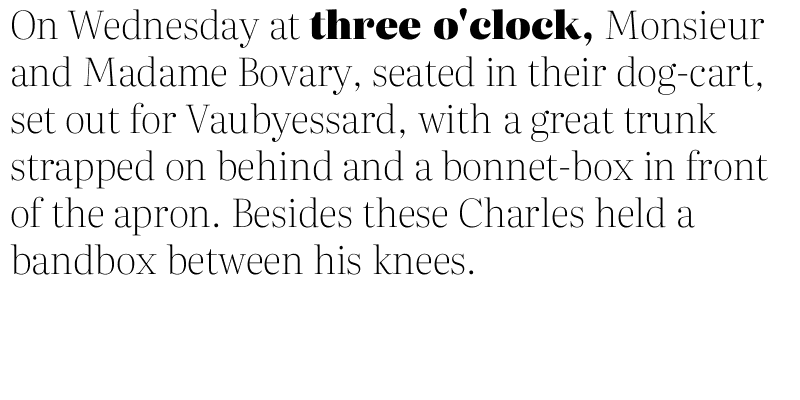 On Wednesday at three o'clock, Monsieur
and Madame Bovary, seated in their dog-cart,
set out for Vaubyessard, with a great trunk
strapped on behind and a bonnet-box in front
of the apron. Besides these Charles held a
bandbox between his knees.